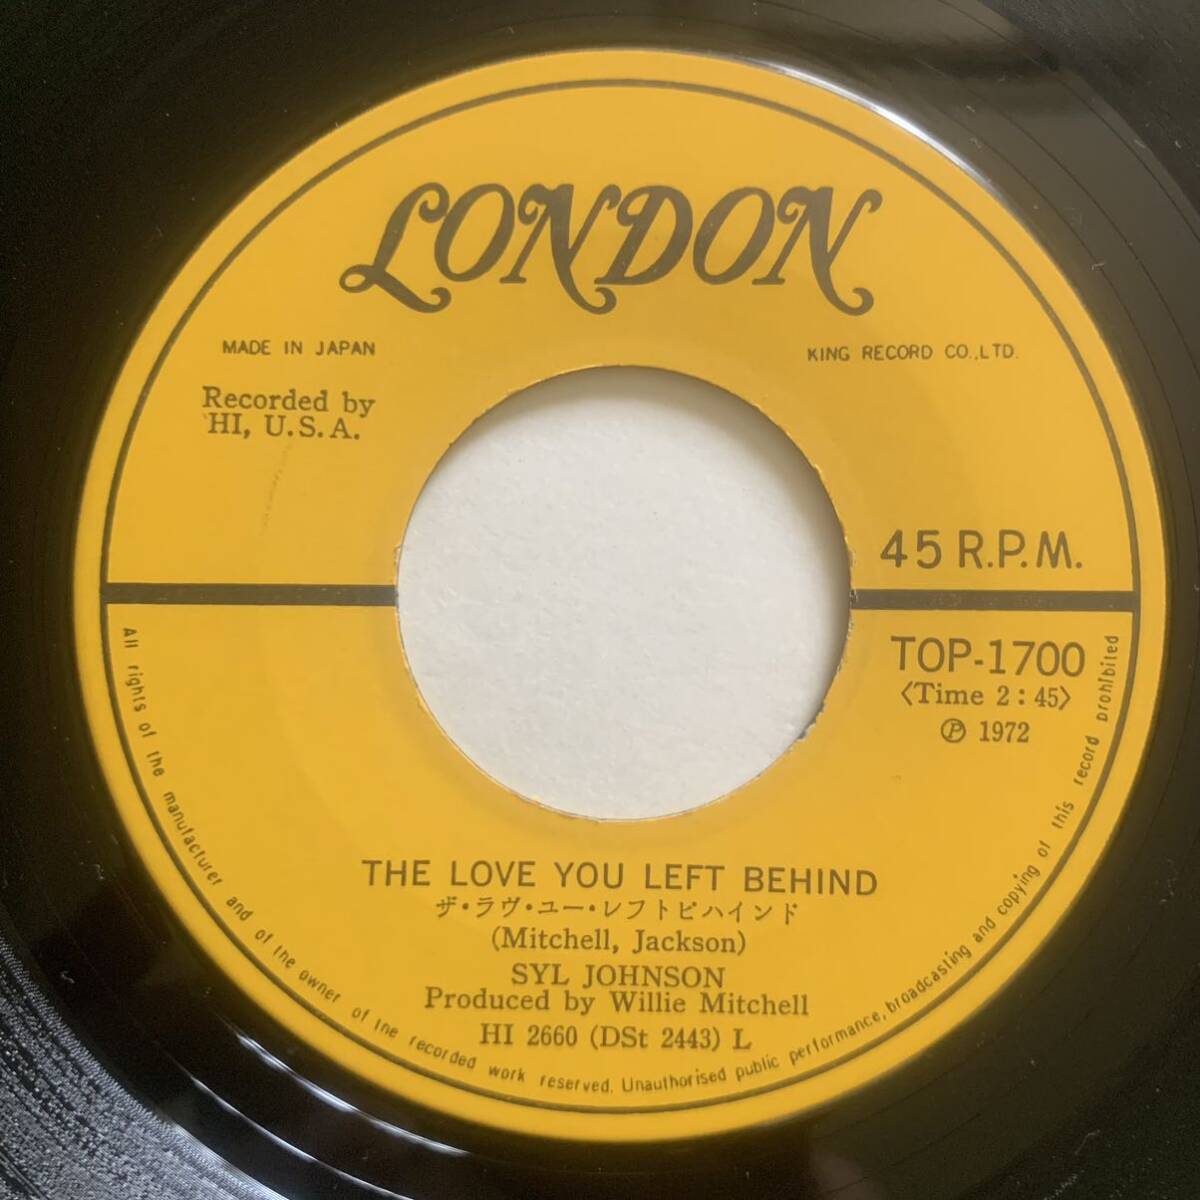 LONDON
MADE IN JAPAN
KING RECORD CO.,LTD.
Recorded by
HI, U.S.A.
45 R.P.M.
TOP-1700
〈Time 2：45〉
Ⓟ 1972
THE LOVE YOU LEFT BEHIND
ザ・ラヴ・ユー・レフトビハインド
(Mitchell, Jackson)
SYL JOHNSON
Produced by Willie Mitchell
HI 2660 (DSt 2443) L
All rights of the manufacturer and of the owner of the recorded work reserved. Unauthorised public performance, broadcasting and copying of this record prohibited